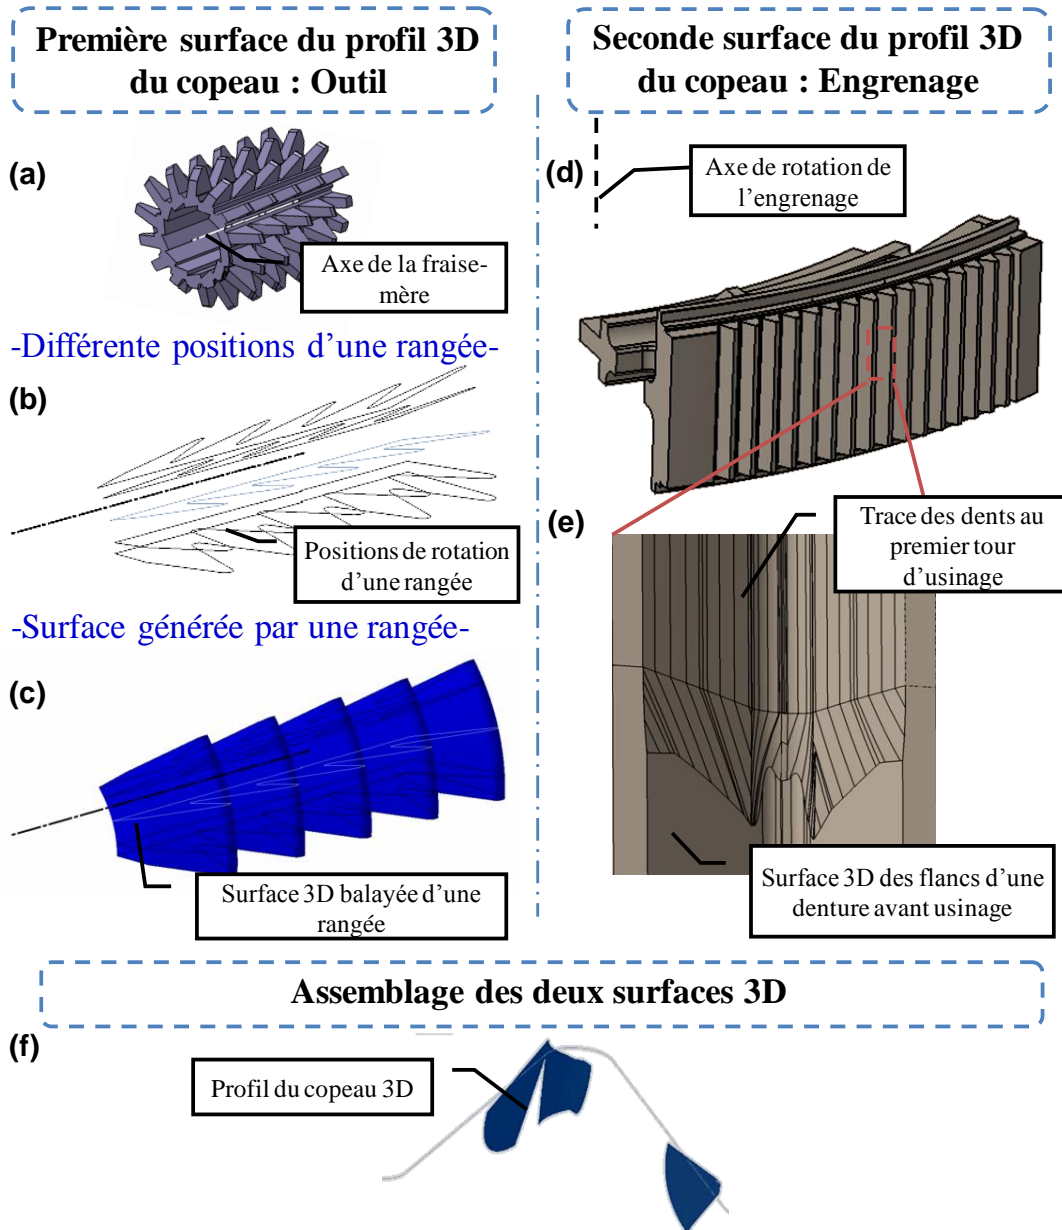 Première surface du profil 3D
du copeau : Outil
(a)
Axe de la fraise-
mère
-Différente positions d'une rangée-
(b)
Positions de rotation
d'une rangée
-Surface générée par une rangée-
(c)
Surface 3D balayée d'une
rangée
Seconde surface du profil 3D
du copeau : Engrenage
(d)
Axe de rotation de
l'engrenage
(e)
Trace des dents au
premier tour
d'usinage
Surface 3D des flancs d'une
denture avant usinage
Assemblage des deux surfaces 3D
(f)
Profil du copeau 3D